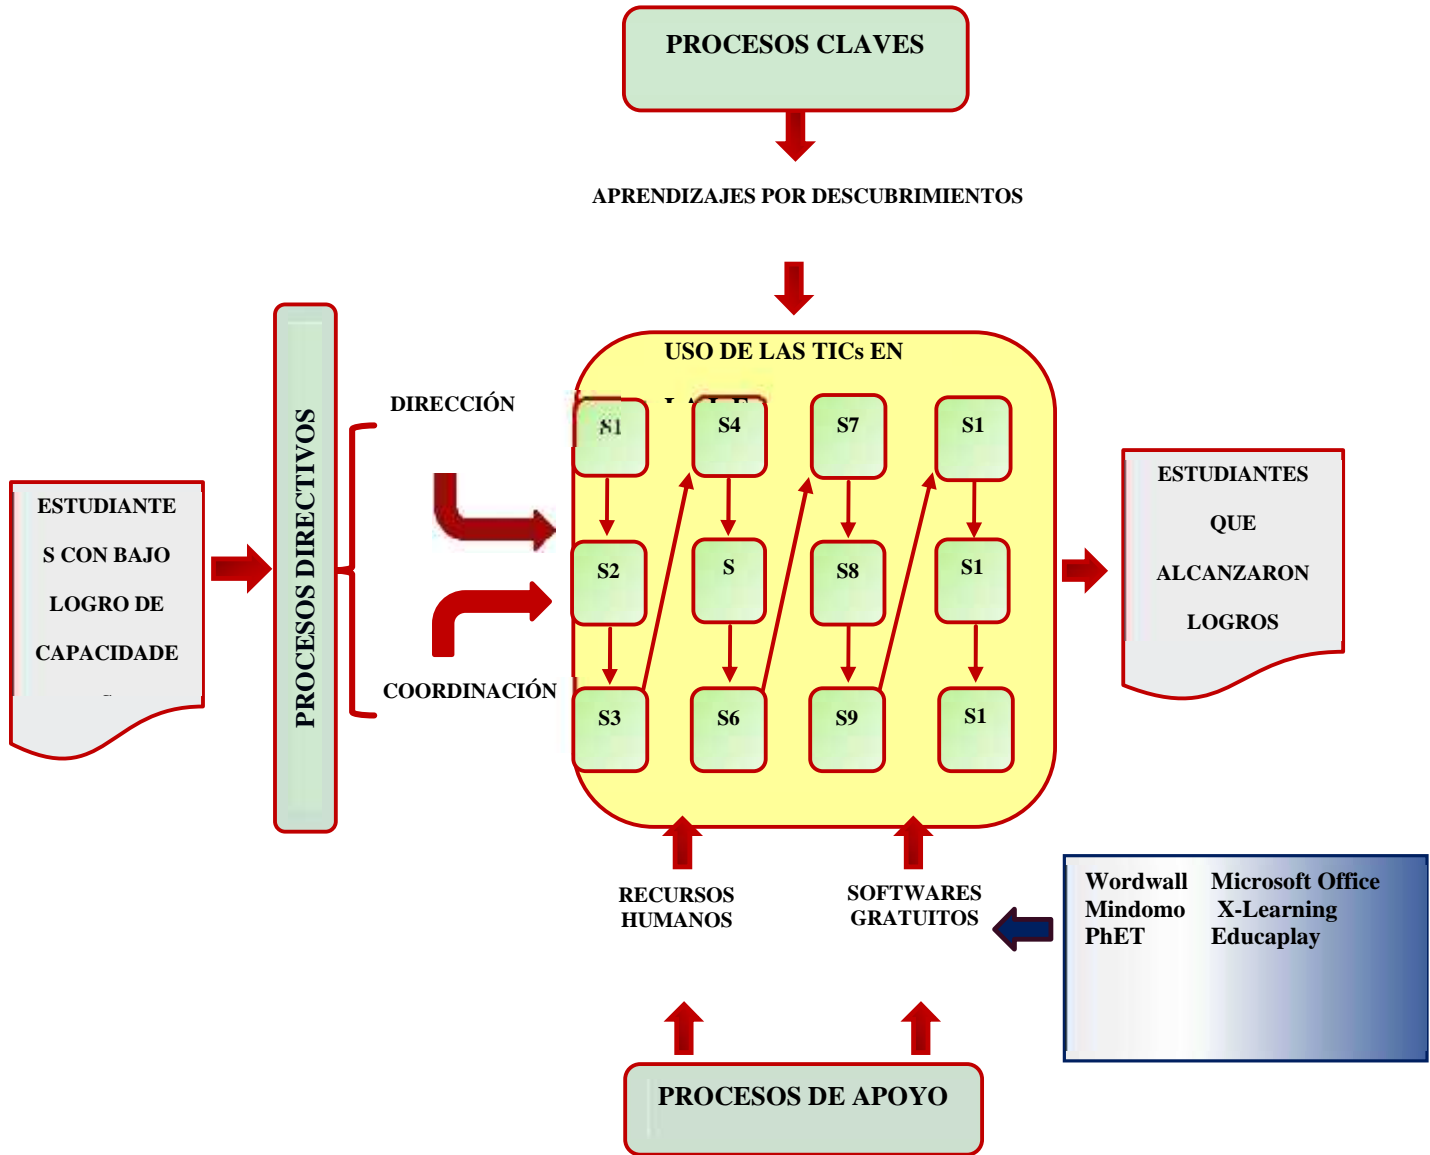 PROCESOS CLAVES
APRENDIZAJES POR DESCUBRIMIENTOS
USO DE LAS TICs EN
DIRECCIÓN
COORDINACIÓN
PROCESOS DIRECTIVOS
ESTUDIANTE
S CON BAJO
LOGRO DE
CAPACIDADE
S1
S4
S7
S1
S2
S
S8
S1
S3
S6
S9
S1
ESTUDIANTES
QUE
ALCANZARON
LOGROS
RECURSOS
HUMANOS
SOFTWARES
GRATUITOS
Wordwall Microsoft Office
Mindomo X-Learning
PhET Educaplay
PROCESOS DE APOYO